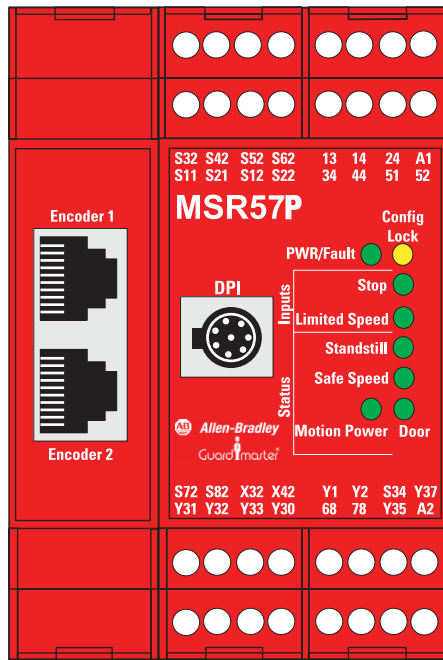 S32 S42 S52 S62 13 14 24 A1
S11 S21 S12 S22 34 44 51 52
MSR57P
Encoder 1
Config
Lock
PWR/Fault
DPI
Inputs
Stop
Limited Speed
Status
Standstill
Safe Speed
Motion Power Door
AB Allen-Bradley
Guardmaster
Encoder 2
S72 S82 X32 X42 Y1 Y2 S34 Y37
Y31 Y32 Y33 Y30 68 78 Y35 A2